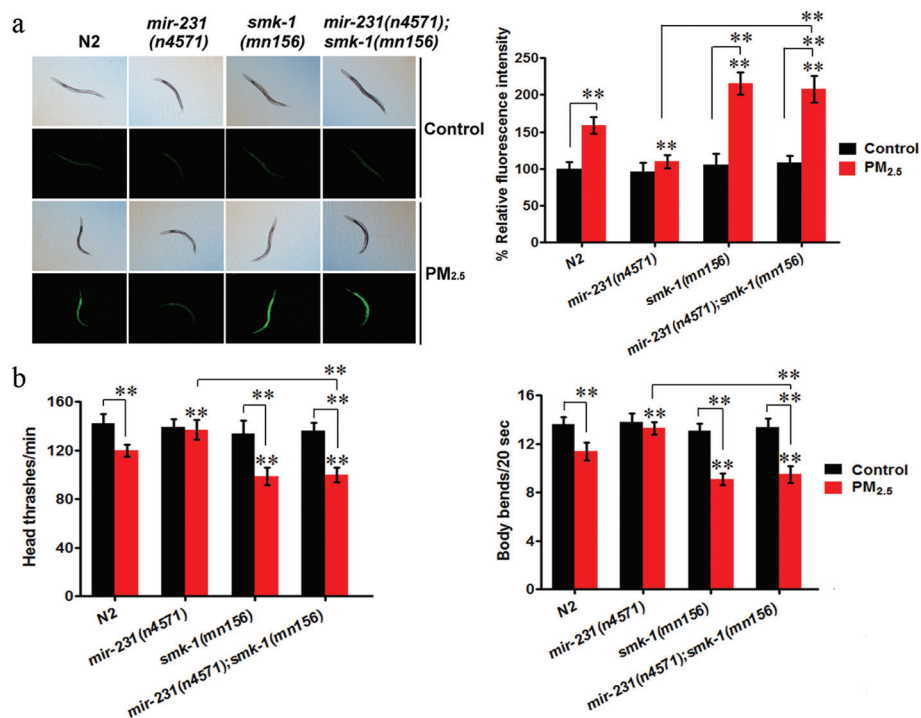 a
N2
mir-231
(n4571)
smk-1
(mn156)
mir-231(n4571);
smk-1(mn156)
Control
PM2.5
% Relative fluorescence intensity
250
200
150
100
50
0
**
**
**
**
**
**
**
N2
mir-231(n4571)
smk-1(mn156)
mir-231(n4571);smk-1(mn156)
Control
PM2.5
b
Head thrashes/min
160
120
80
40
0
**
**
**
**
**
**
**
N2
mir-231(n4571)
smk-1(mn156)
mir-231(n4571);smk-1(mn156)
Body bends/20 sec
16
12
8
4
0
**
**
**
**
**
**
**
N2
mir-231(n4571)
smk-1(mn156)
mir-231(n4571);smk-1(mn156)
Control
PM2.5